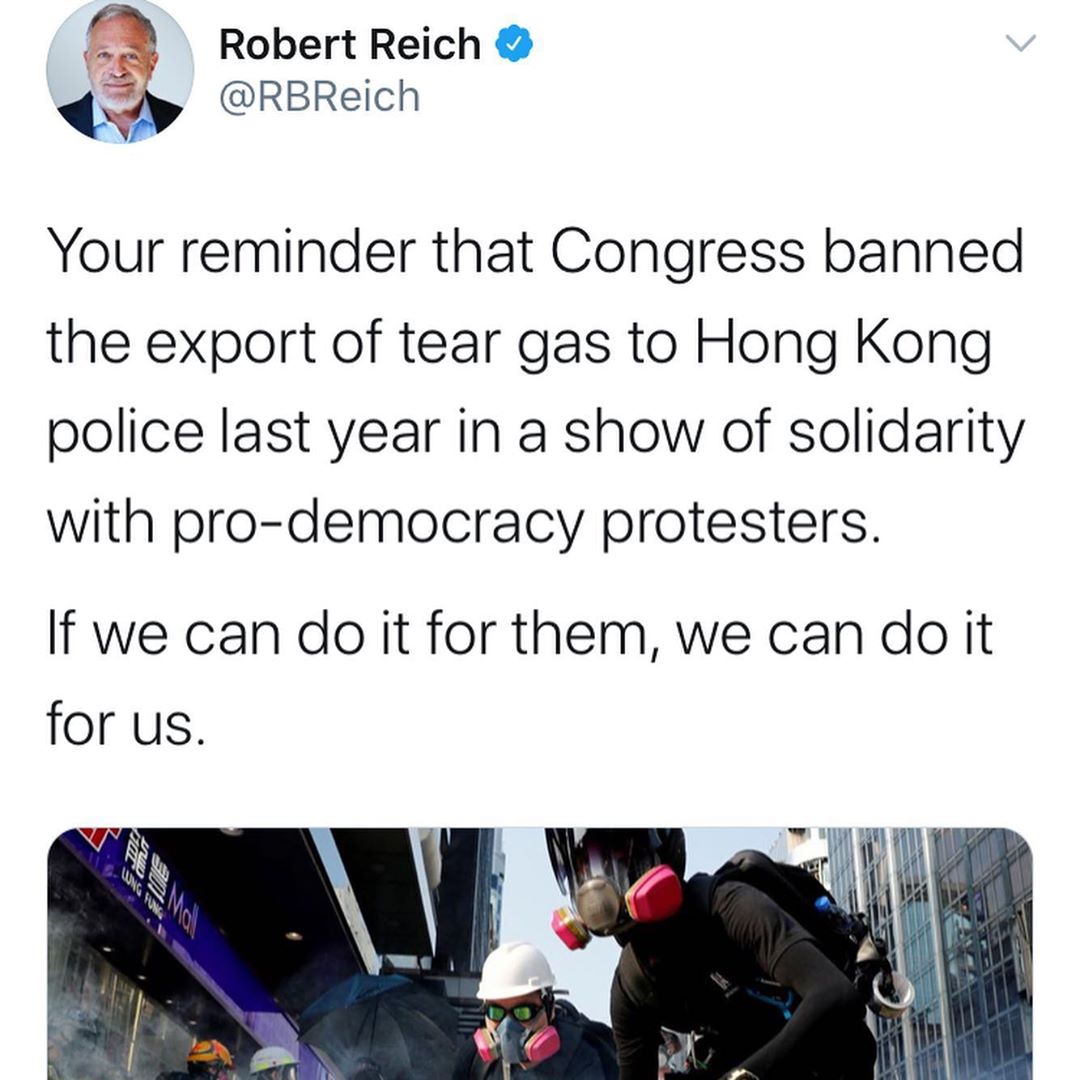 Robert Reich
@RBReich
Your reminder that Congress banned
the export of tear gas to Hong Kong
police last year in a show of solidarity
with pro-democracy protesters.
If we can do it for them, we can do it
for us.
LUNG FUNG
Mall